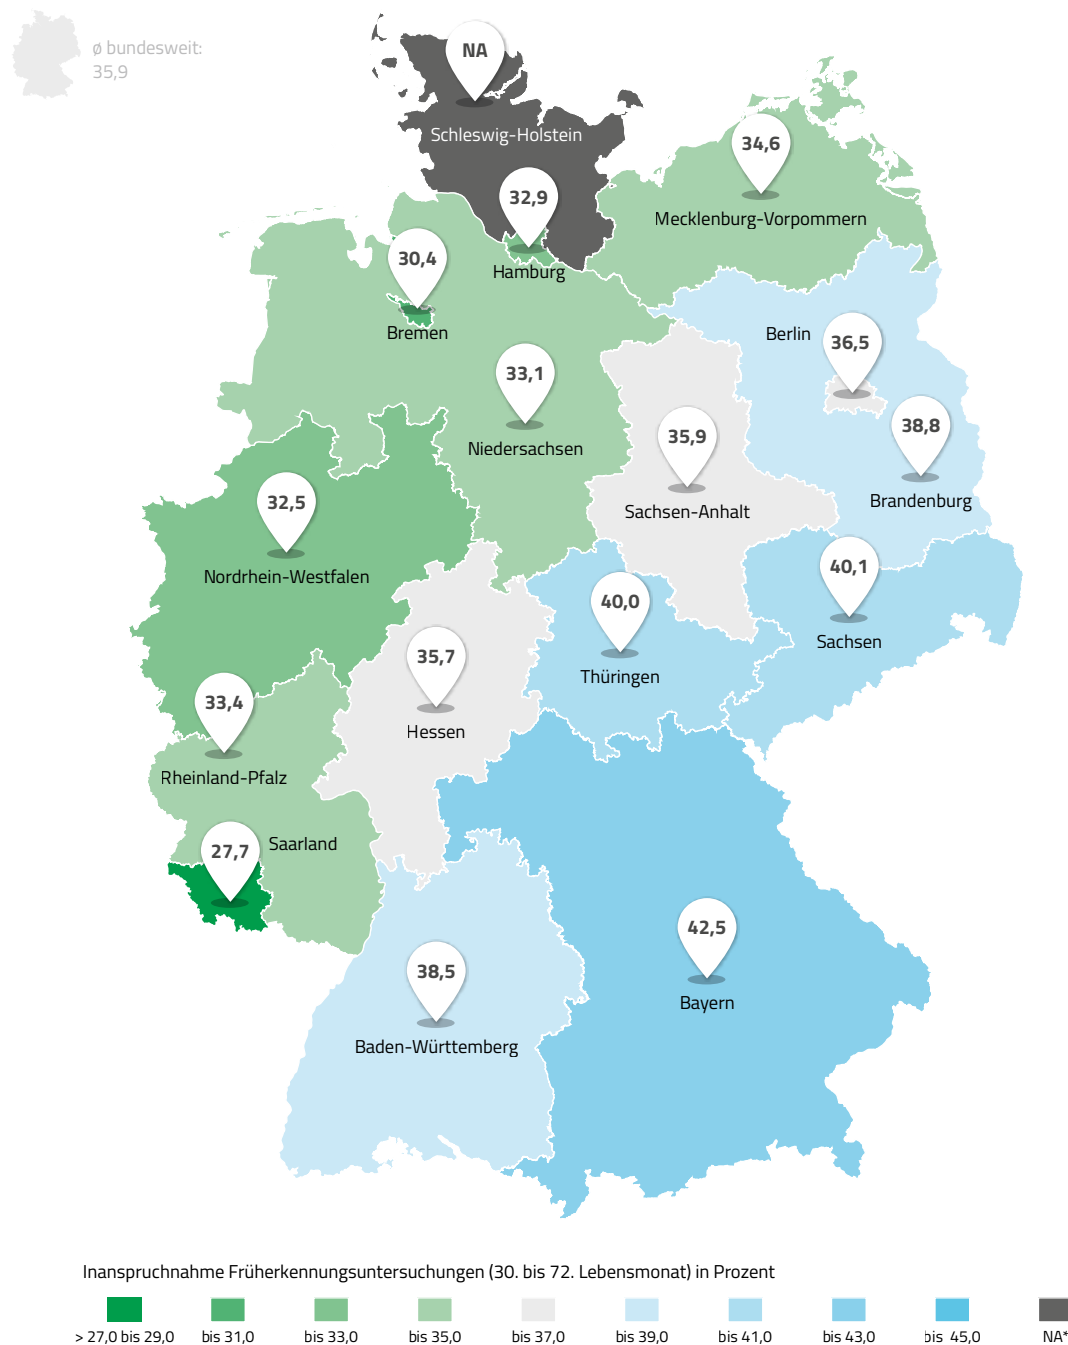 ø bundesweit:
35,9
NA
Schleswig-Holstein
34,6
Mecklenburg-Vorpommern
32,9
Hamburg
30,4
Bremen
Berlin
36,5
33,1
Niedersachsen
38,8
Brandenburg
35,9
Sachsen-Anhalt
32,5
Nordrhein-Westfalen
40,1
Sachsen
40,0
Thüringen
35,7
Hessen
33,4
Rheinland-Pfalz
27,7
Saarland
42,5
Bayern
38,5
Baden-Württemberg
Inanspruchnahme Früherkennungsuntersuchungen (30. bis 72. Lebensmonat) in Prozent
> 27,0 bis 29,0
bis 31,0
bis 33,0
bis 35,0
bis 37,0
bis 39,0
bis 41,0
bis 43,0
bis 45,0
NA*